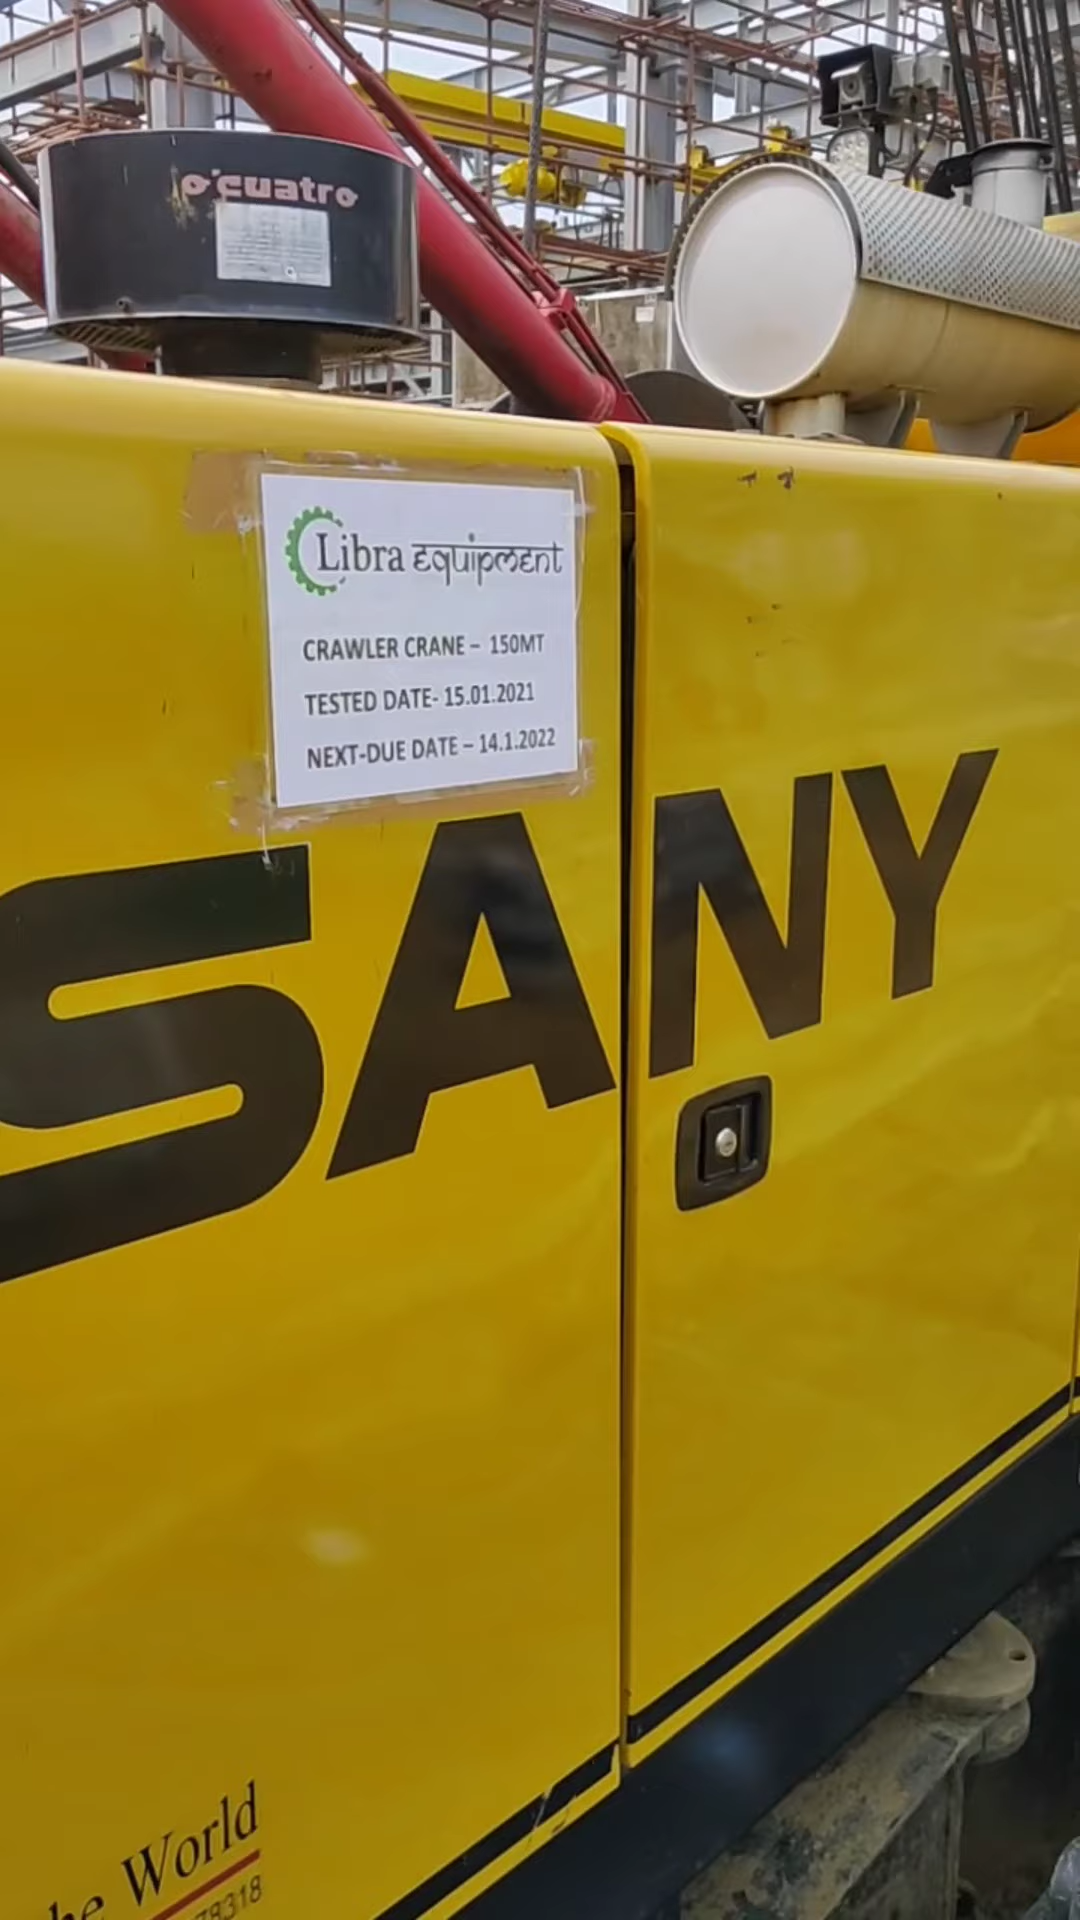 o'cuatro
Libra equipment
CRAWLER CRANE – 150MT
TESTED DATE- 15.01.2021
NEXT-DUE DATE – 14.1.2022
SANY
he World
78318